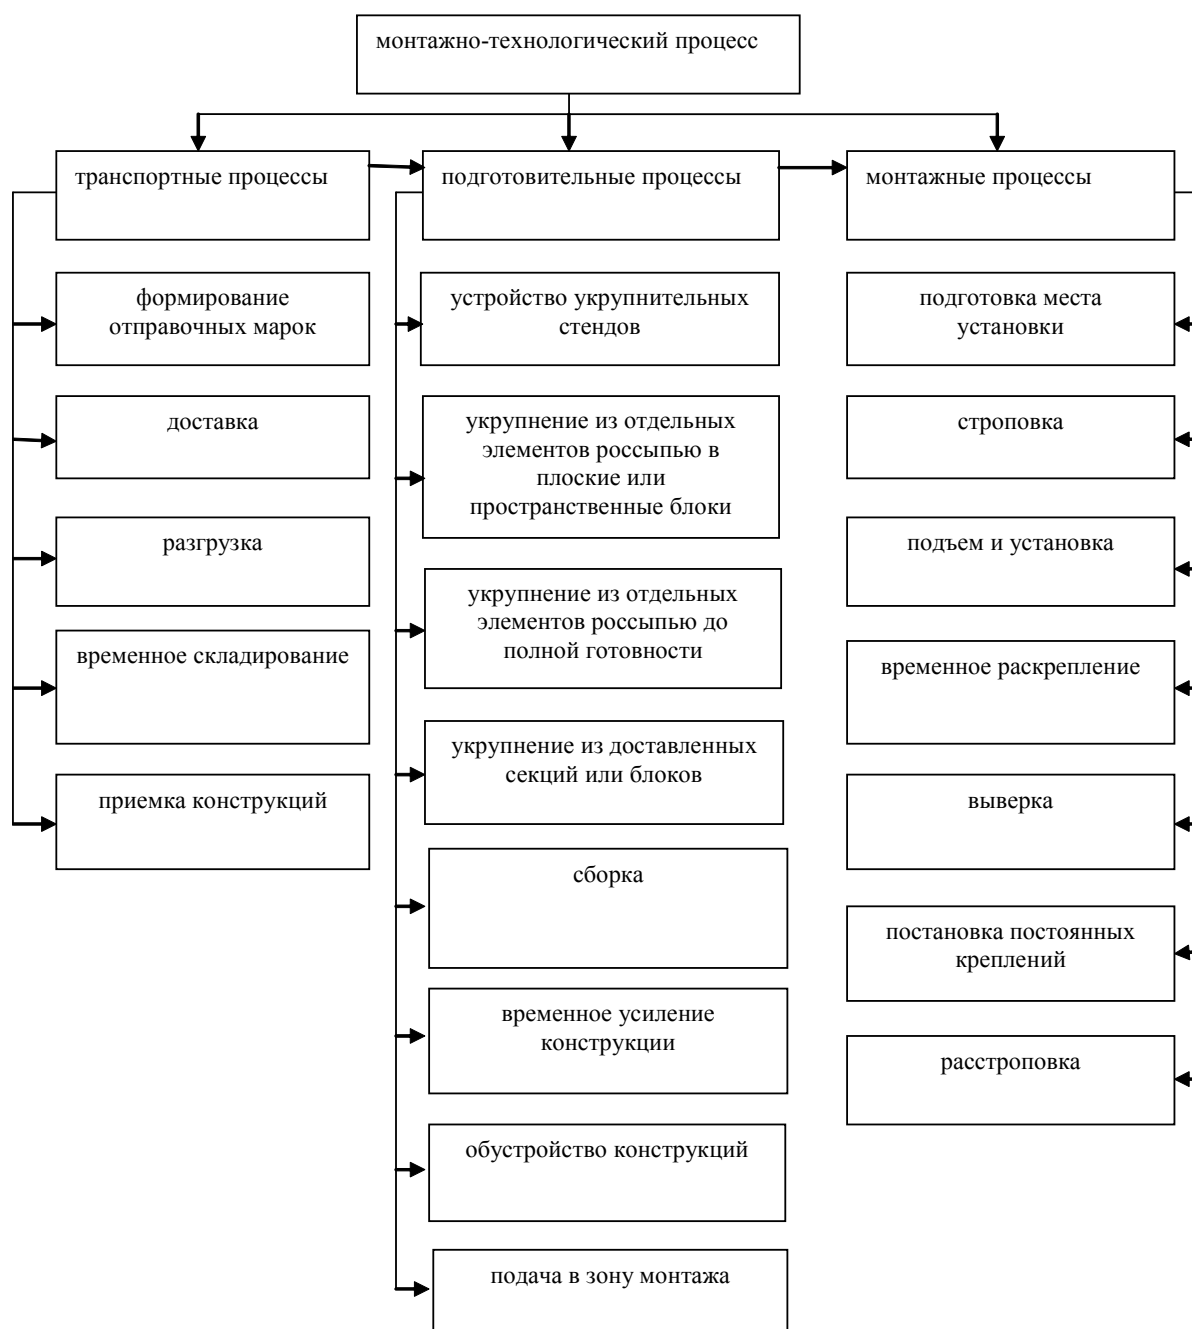 монтажно-технологический процесс
транспортные процессы
подготовительные процессы
монтажные процессы
формирование
отправочных марок
доставка
разгрузка
временное складирование
приемка конструкций
устройство укрупнительных
стендов
укрупнение из отдельных
элементов россыпью в
плоские или
пространственные блоки
укрупнение из отдельных
элементов россыпью до
полной готовности
укрупнение из доставленных
секций или блоков
сборка
временное усиление
конструкции
обустройство конструкций
подача в зону монтажа
подготовка места
установки
строповка
подъем и установка
временное раскрепление
выверка
постановка постоянных
креплений
расстроповка